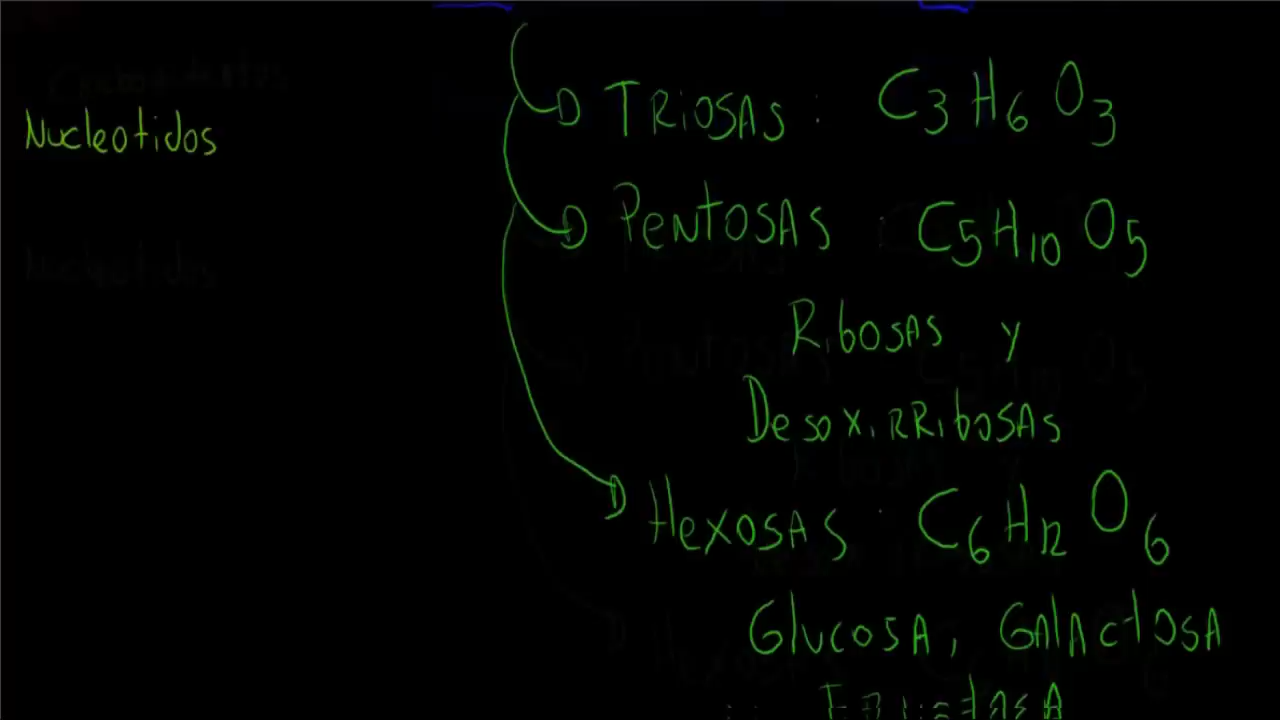 Nucleotidos
TRIOSAS : C3H6O3
PENTOSAS : C5H10O5
RibosAs y
DesoxiRRibosAs
HexosAs : C6H12O6
GlucosA, GAlActosA